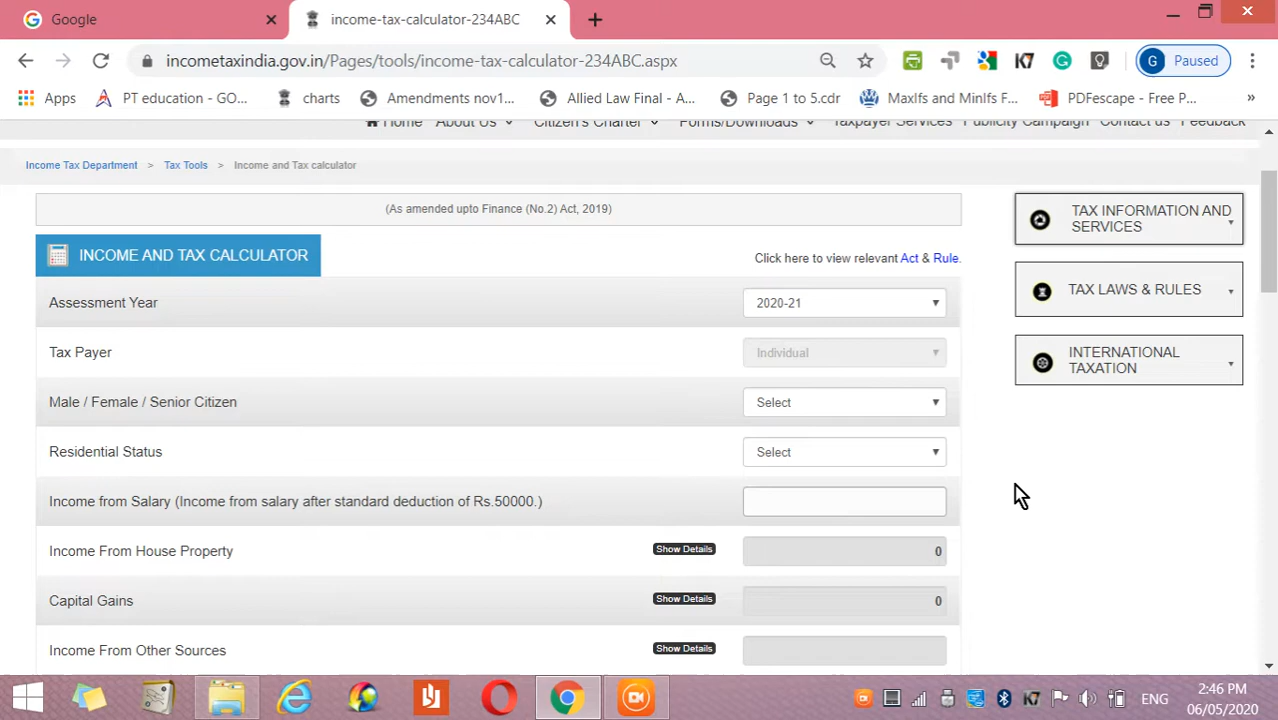 Google
income-tax-calculator-234ABC
incometaxindia.gov.in/Pages/tools/income-tax-calculator-234ABC.aspx
G Paused
Apps PT education - GO... charts Amendments nov1... Allied Law Final - A... Page 1 to 5.cdr MaxIfs and MinIfs F... PDFescape - Free P... »
Home About Us Citizen's Charter Forms/Downloads Taxpayer Services Publicity Campaign Contact us Feedback
Income Tax Department > Tax Tools > Income and Tax calculator
(As amended upto Finance (No.2) Act, 2019)
TAX INFORMATION AND
SERVICES
INCOME AND TAX CALCULATOR
Click here to view relevant Act & Rule.
TAX LAWS & RULES
Assessment Year 2020-21
Tax Payer Individual
INTERNATIONAL
TAXATION
Male / Female / Senior Citizen Select
Residential Status Select
Income from Salary (Income from salary after standard deduction of Rs.50000.)
Income From House Property Show Details 0
Capital Gains Show Details 0
Income From Other Sources Show Details
ENG
2:46 PM
06/05/2020